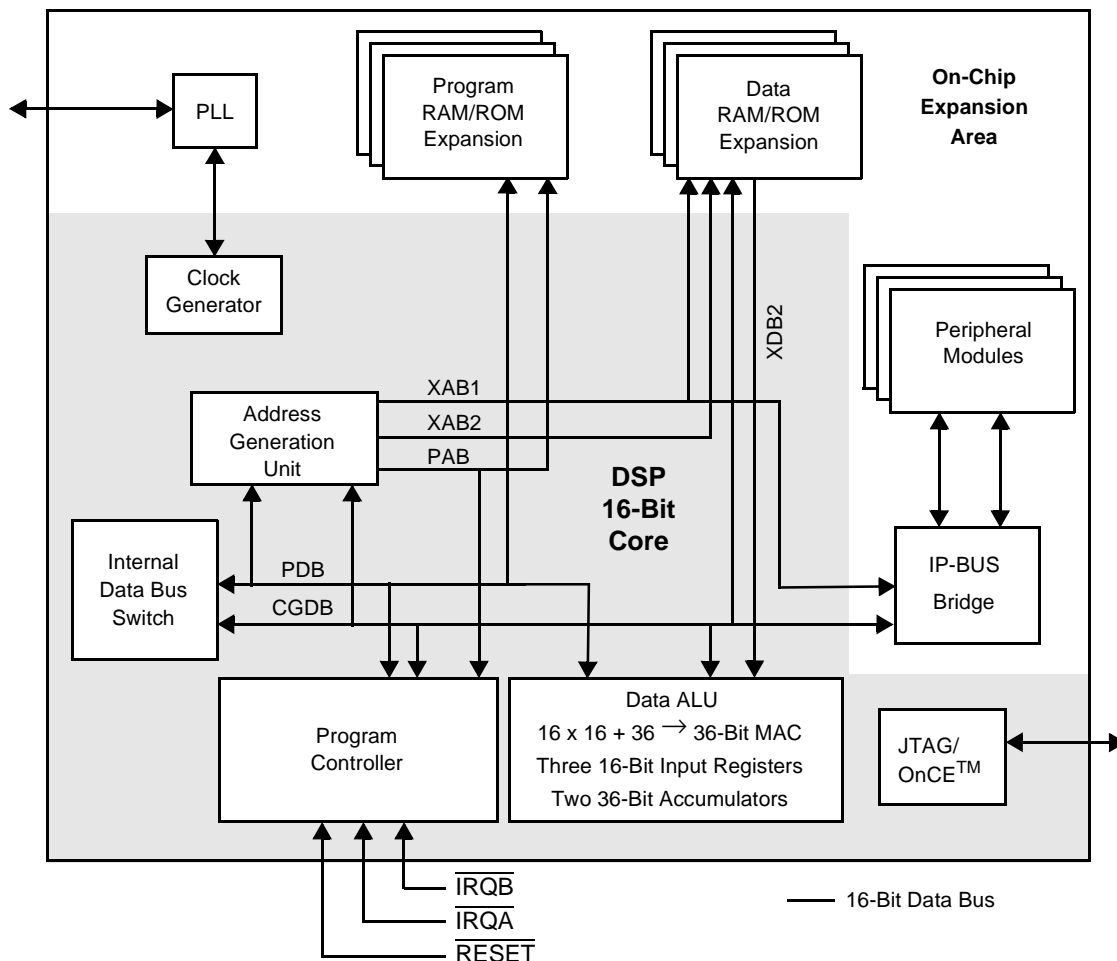 Program
RAM/ROM
Expansion
Data
RAM/ROM
Expansion
On-Chip
Expansion
Area
PLL
Clock
Generator
XDB2
Peripheral
Modules
Address
Generation
Unit
XAB1
XAB2
PAB
DSP
16-Bit
Core
Internal
Data Bus
Switch
PDB
CGDB
IP-BUS
Bridge
Program
Controller
Data ALU
16 x 16 + 36 → 36-Bit MAC
Three 16-Bit Input Registers
Two 36-Bit Accumulators
JTAG/
OnCE™
IRQB
IRQA
RESET
16-Bit Data Bus